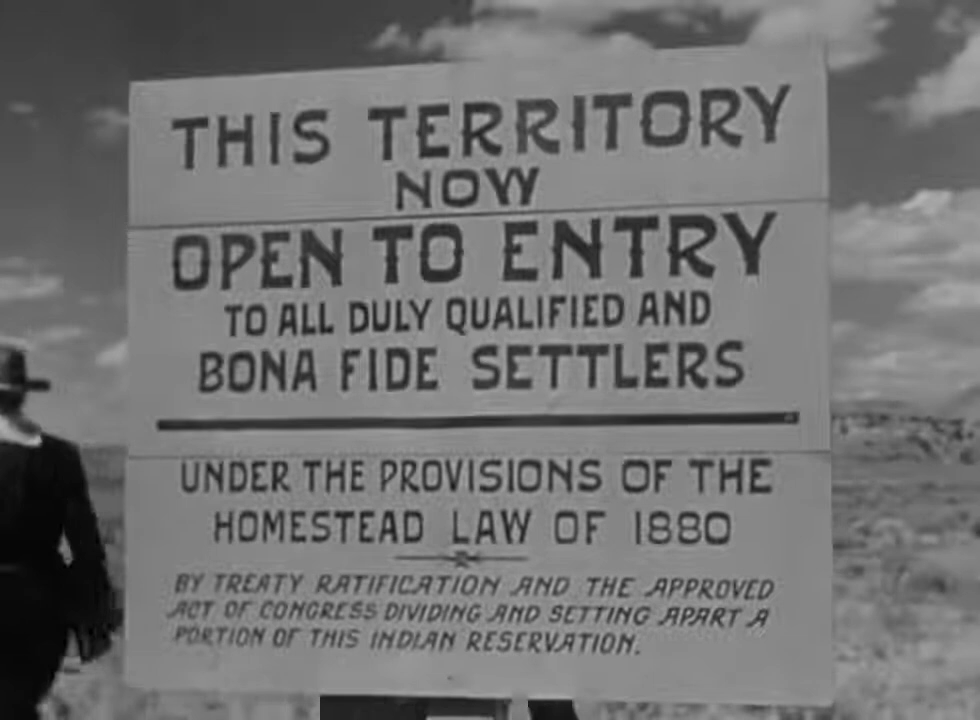 THIS TERRITORY
NOW
OPEN TO ENTRY
TO ALL DULY QUALIFIED AND
BONA FIDE SETTLERS
UNDER THE PROVISIONS OF THE
HOMESTEAD LAW OF 1880
BY TREATY RATIFICATION AND THE APPROVED
ACT OF CONGRESS DIVIDING AND SETTING APART A
PORTION OF THIS INDIAN RESERVATION.